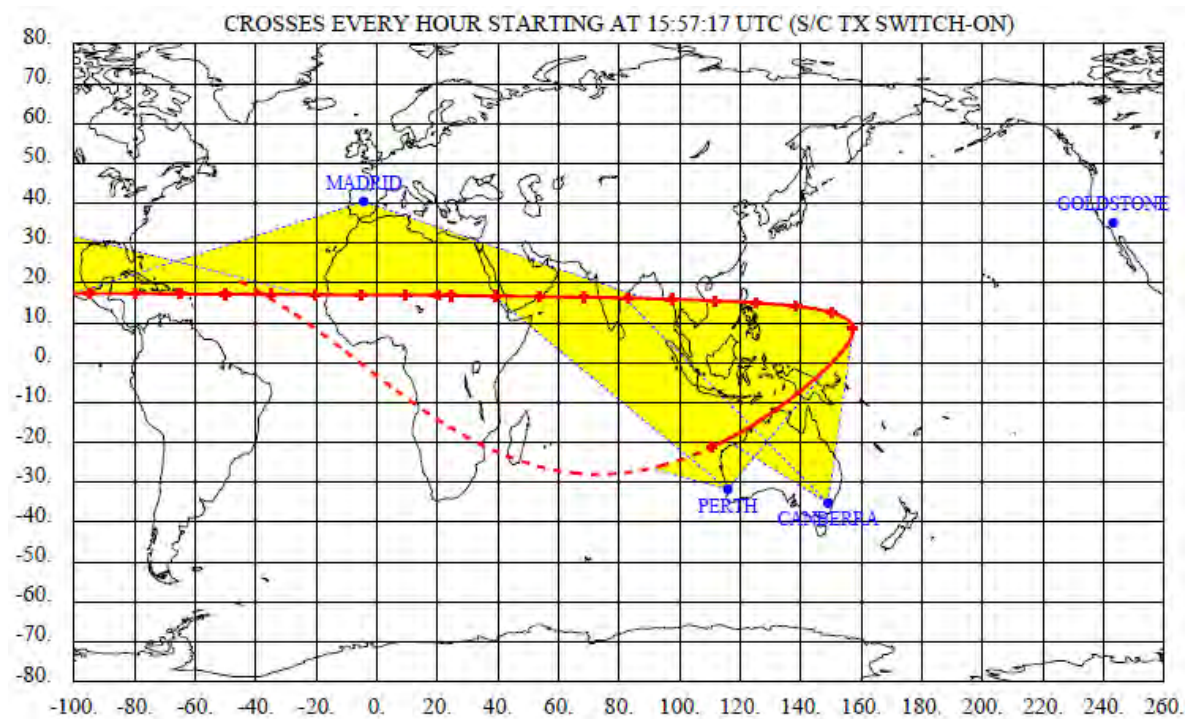 CROSSES EVERY HOUR STARTING AT 15:57:17 UTC (S/C TX SWITCH-ON)
80.
70.
60.
50.
MADRID
40.
GOLDSTONE
30.
20.
10.
0.
-10.
-20.
-30.
PERTH
CANBERRA
-40.
-50.
-60.
-70.
-80.
-100. -80. -60. -40. -20. 0. 20. 40. 60. 80. 100. 120. 140. 160. 180. 200. 220. 240. 260.